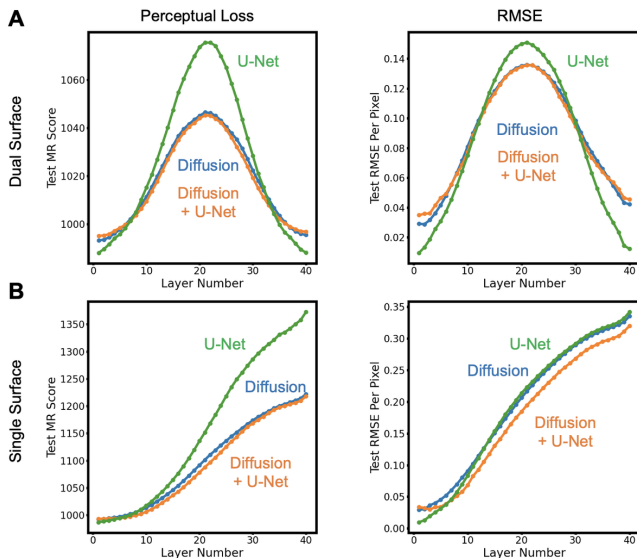 A
Perceptual Loss
RMSE
Dual Surface
Test MR Score
1060
1040
1020
1000
U-Net
Diffusion
Diffusion
+ U-Net
0 10 20 30 40
Layer Number
Test RMSE Per Pixel
0.14
0.12
0.10
0.08
0.06
0.04
0.02
U-Net
Diffusion
Diffusion
+ U-Net
0 10 20 30 40
Layer Number
B
Single Surface
Test MR Score
1350
1300
1250
1200
1150
1100
1050
1000
U-Net
Diffusion
Diffusion
+ U-Net
0 10 20 30 40
Layer Number
Test RMSE Per Pixel
0.35
0.30
0.25
0.20
0.15
0.10
0.05
0.00
U-Net
Diffusion
Diffusion
+ U-Net
0 10 20 30 40
Layer Number